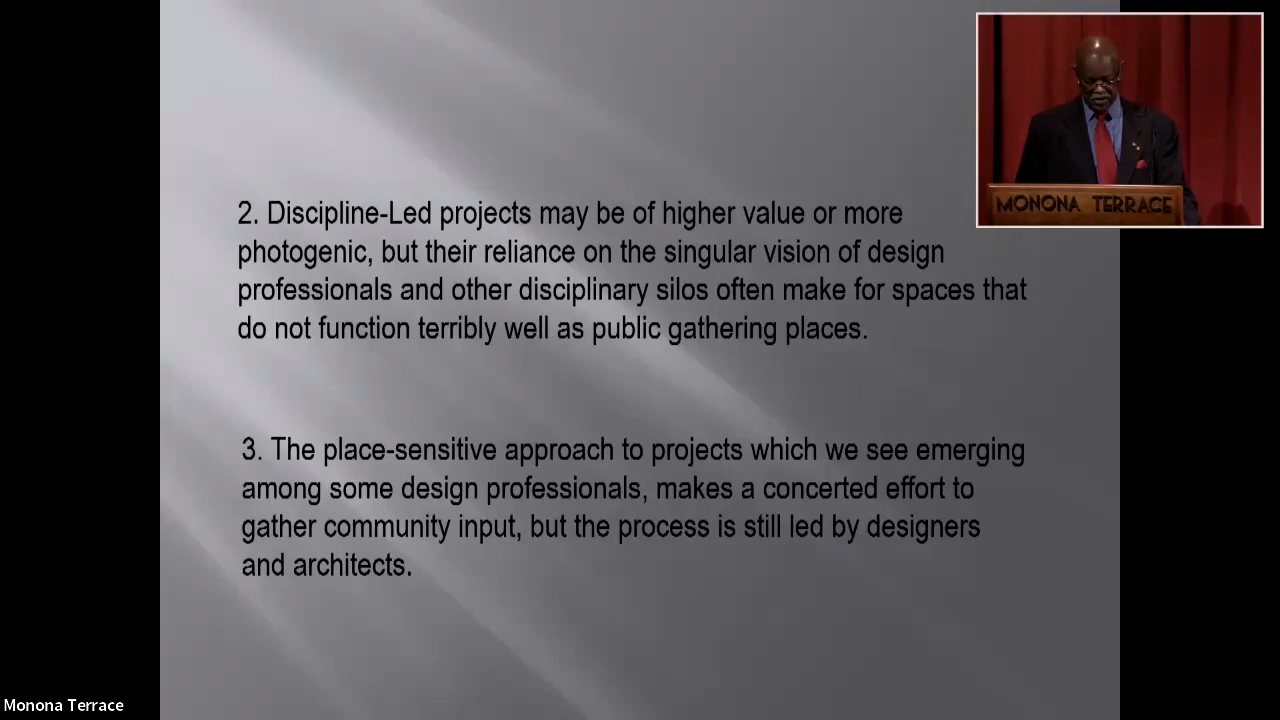 MONONA TERRACE
2. Discipline-Led projects may be of higher value or more
photogenic, but their reliance on the singular vision of design
professionals and other disciplinary silos often make for spaces that
do not function terribly well as public gathering places.
3. The place-sensitive approach to projects which we see emerging
among some design professionals, makes a concerted effort to
gather community input, but the process is still led by designers
and architects.
Monona Terrace